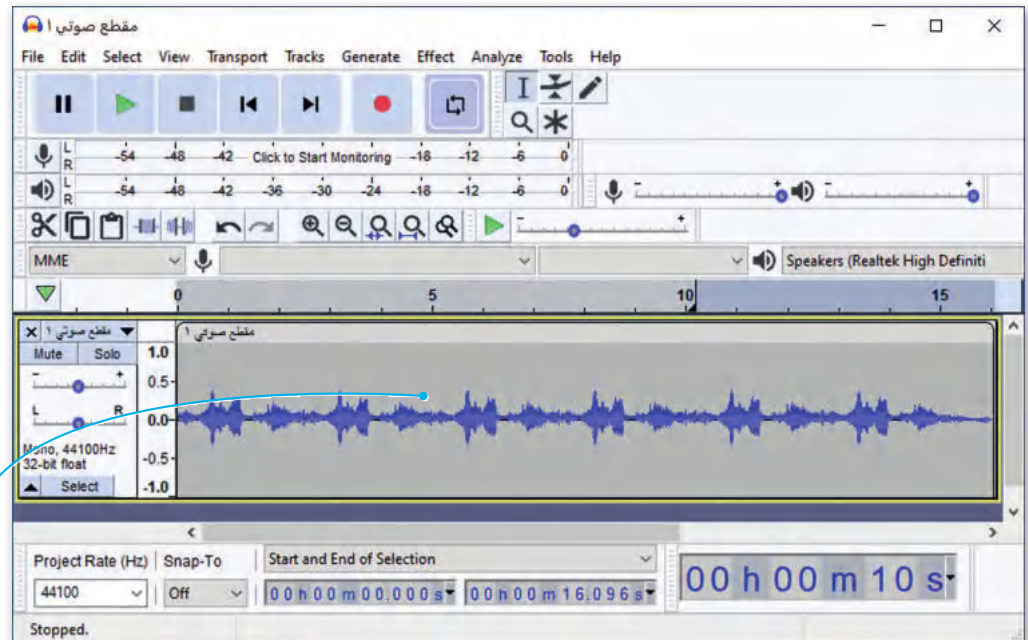 مقطع صوتي ١
File Edit Select View Transport Tracks Generate Effect Analyze Tools Help
L
R
-54 -48 -42 Click to Start Monitoring -18 -12 -6 0
L
R
-54 -48 -42 -36 -30 -24 -18 -12 -6 0
- +
- +
- +
MME Speakers (Realtek High Definiti
0 5 10 15
مقطع صوتي ١
مقطع صوتي ١
Mute Solo
- +
L R
Mono, 44100Hz
32-bit float
Select
1.0
0.5
0.0
-0.5
-1.0
Project Rate (Hz) Snap-To Start and End of Selection
44100 Off 00 h 00 m 00.000 s 00 h 00 m 16.096 s
00 h 00 m 10 s
Stopped.